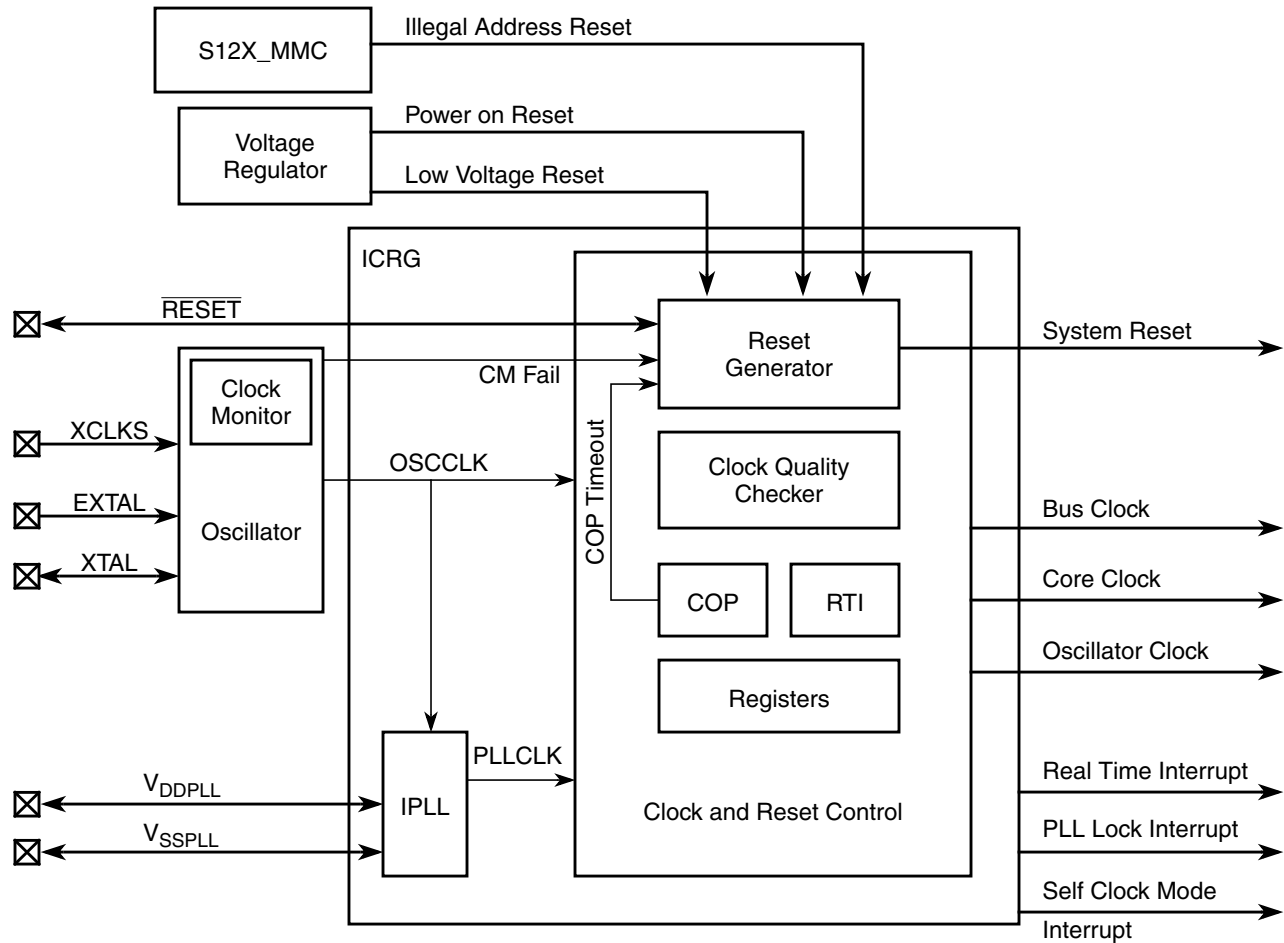 Illegal Address Reset
S12X_MMC
Power on Reset
Voltage
Regulator
Low Voltage Reset
ICRG
RESET
Reset
Generator
System Reset
CM Fail
Clock
Monitor
XCLKS
OSCCLK
COP Timeout
Clock Quality
Checker
EXTAL
Oscillator
Bus Clock
XTAL
COP
RTI
Core Clock
Oscillator Clock
Registers
PLLCLK
VDDPLL
IPLL
Clock and Reset Control
Real Time Interrupt
VSSPLL
PLL Lock Interrupt
Self Clock Mode
Interrupt